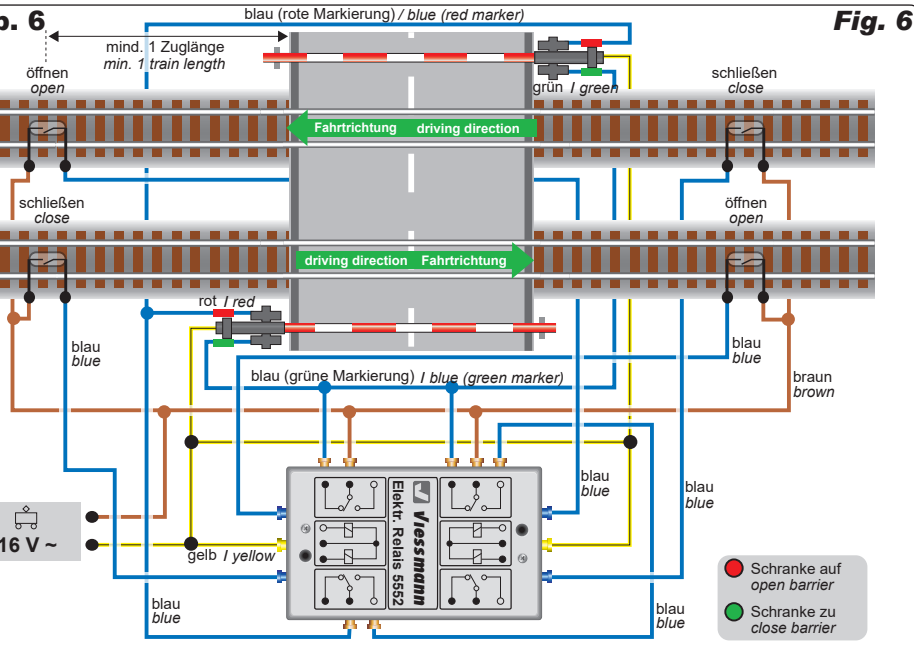 b. 6
Fig. 6
blau (rote Markierung) / blue (red marker)
mind. 1 Zuglänge
min. 1 train length
öffnen
open
grün / green
schließen
close
Fahrtrichtung driving direction
schließen
close
öffnen
open
driving direction Fahrtrichtung
rot / red
blau
blue
blau
blue
blau (grüne Markierung) / blue (green marker)
braun
brown
blau
blue
blau
blue
16 V ~
gelb / yellow
viessmann
Elektr. Relais 5552
blau
blue
blau
blue
Schranke auf
open barrier
Schranke zu
close barrier